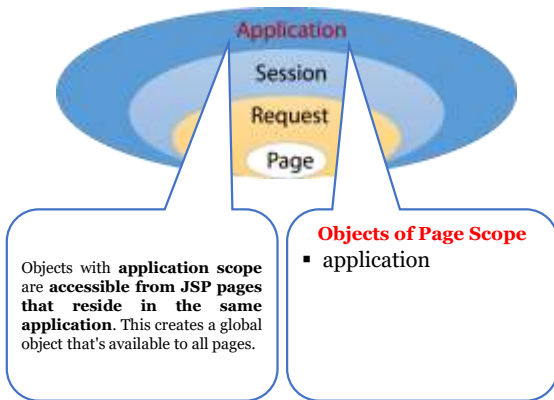 Application
Session
Request
Page
Objects with application scope
are accessible from JSP pages
that reside in the same
application. This creates a global
object that's available to all pages.
Objects of Page Scope
▪ application